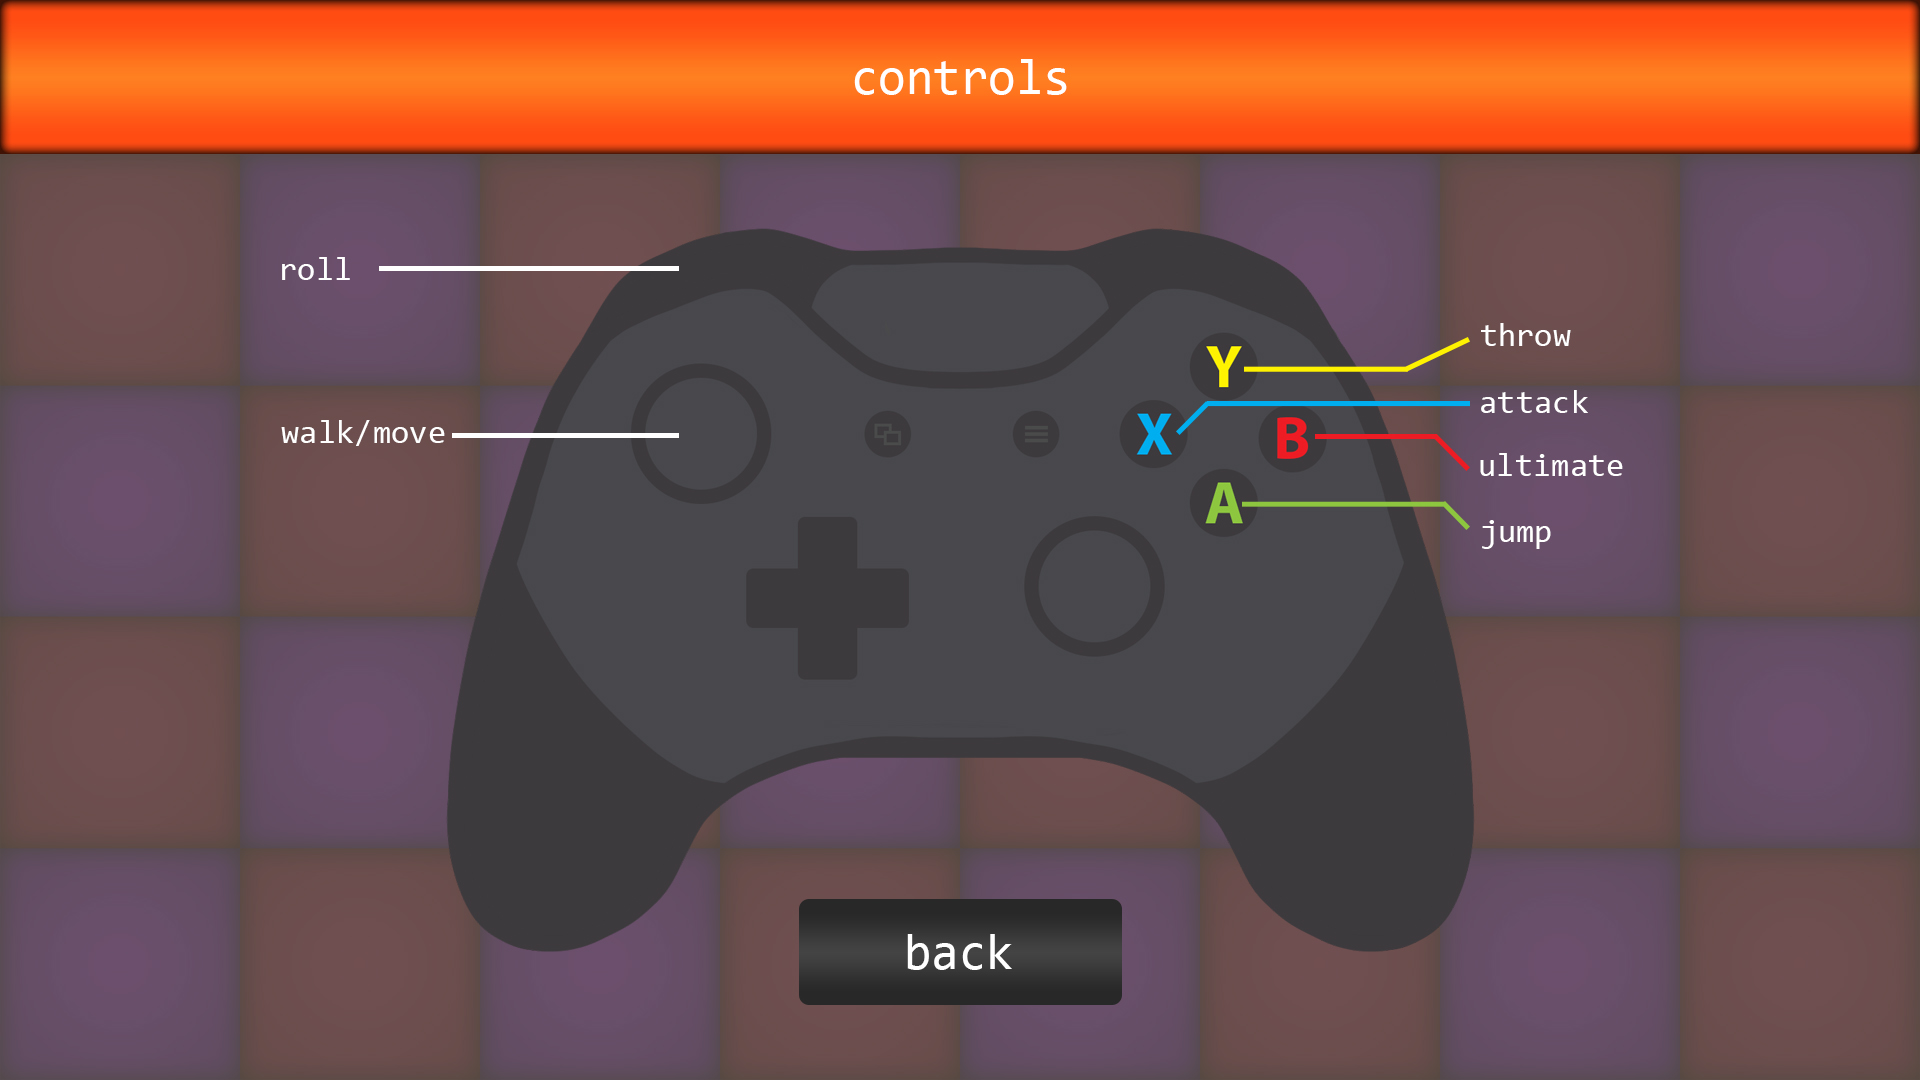 controls
roll
throw
Y
attack
walk/move
X
B
ultimate
A
jump
back